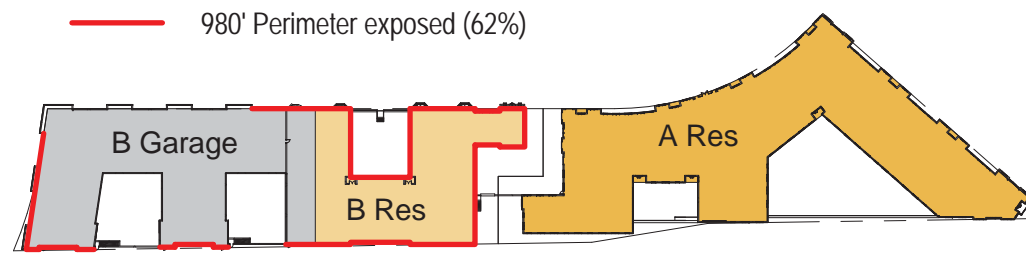 980' Perimeter exposed (62%)
B Garage
A Res
B Res